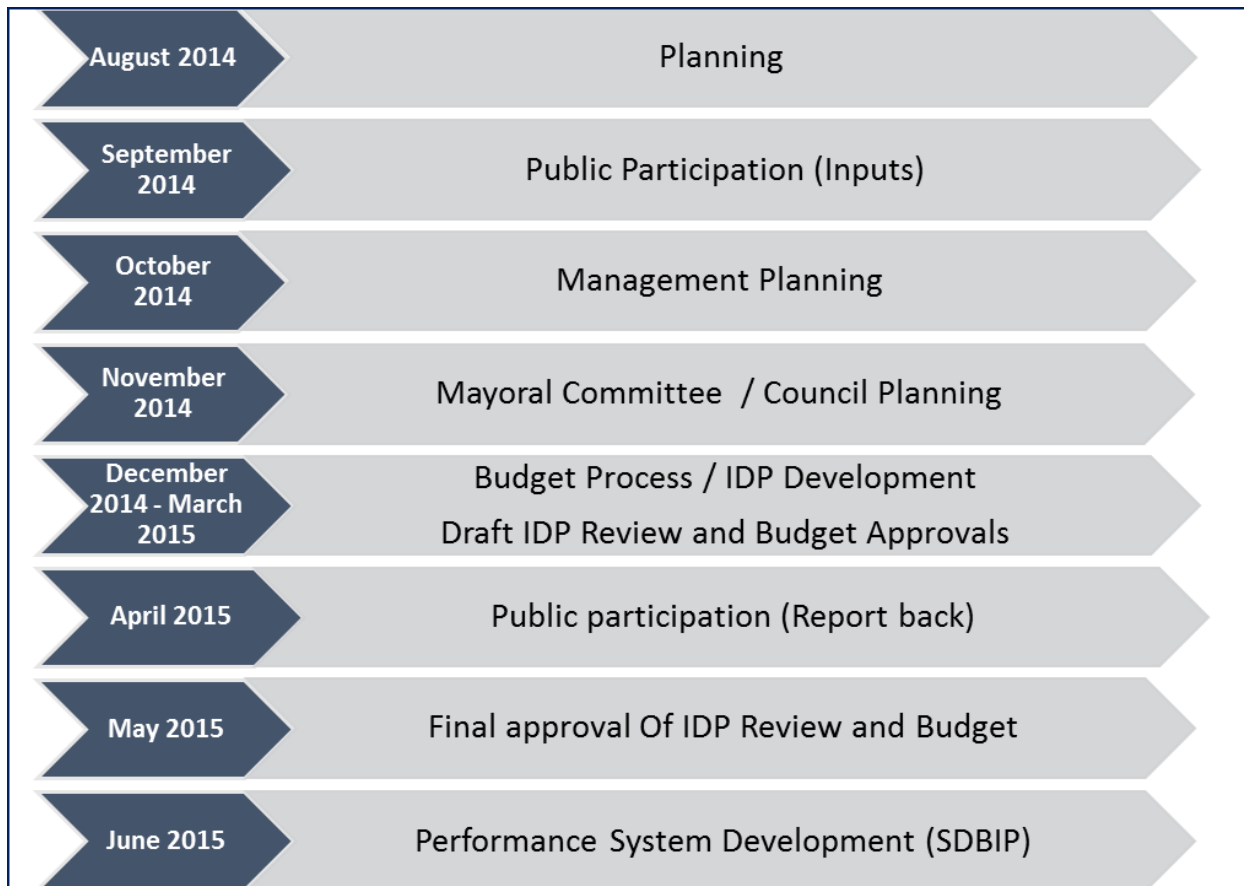 August 2014
Planning
September
2014
Public Participation (Inputs)
October
2014
Management Planning
November
2014
Mayoral Committee / Council Planning
December
2014 - March
2015
Budget Process / IDP Development
Draft IDP Review and Budget Approvals
April 2015
Public participation (Report back)
May 2015
Final approval Of IDP Review and Budget
June 2015
Performance System Development (SDBIP)